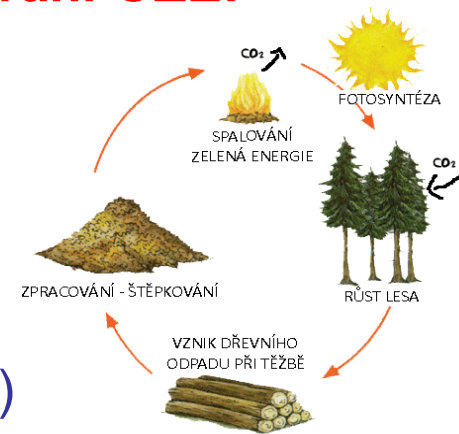 CO₂
FOTOSYNTÉZA
SPALOVÁNÍ
ZELENÁ ENERGIE
CO₂
ZPRACOVÁNÍ - ŠTĚPKOVÁNÍ
RŮST LESA
VZNIK DŘEVNÍHO
ODPADU PŘI TĚŽBĚ
)